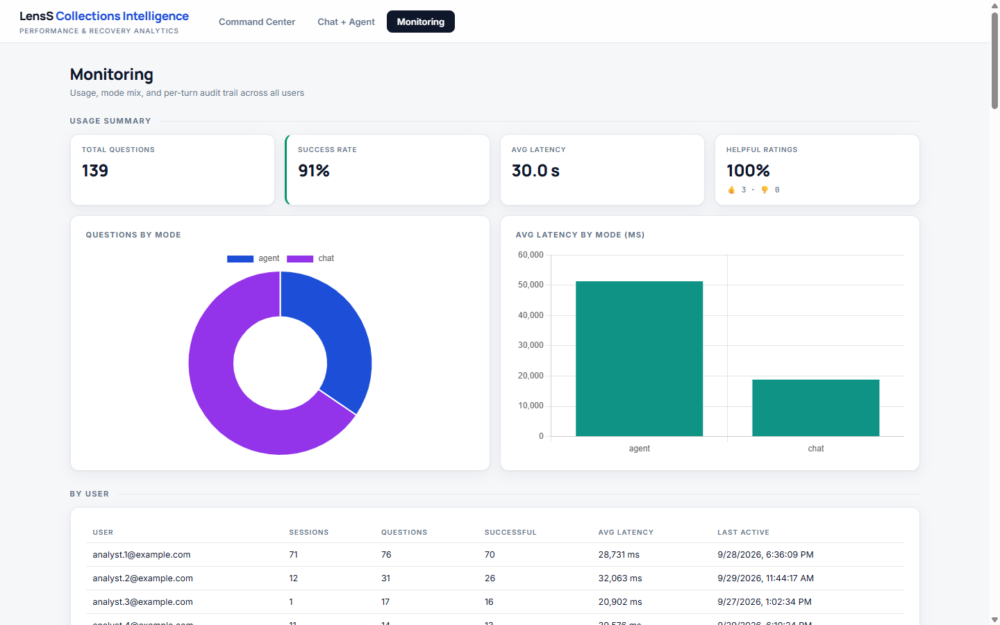 LensS Collections Intelligence
PERFORMANCE & RECOVERY ANALYTICS
Command Center
Chat + Agent
Monitoring
Monitoring
Usage, mode mix, and per-turn audit trail across all users
USAGE SUMMARY
TOTAL QUESTIONS
139
SUCCESS RATE
91%
AVG LATENCY
30.0 s
HELPFUL RATINGS
100%
👍 3 · 👎 0
QUESTIONS BY MODE
agent
chat
AVG LATENCY BY MODE (MS)
60,000
50,000
40,000
30,000
20,000
10,000
0
agent
chat
BY USER
USER SESSIONS QUESTIONS SUCCESSFUL AVG LATENCY LAST ACTIVE
analyst.1@example.com 71 76 70 28,731 ms 9/28/2026, 6:36:09 PM
analyst.2@example.com 12 31 26 32,063 ms 9/29/2026, 11:44:17 AM
analyst.3@example.com 1 17 16 20,902 ms 9/27/2026, 1:02:34 PM